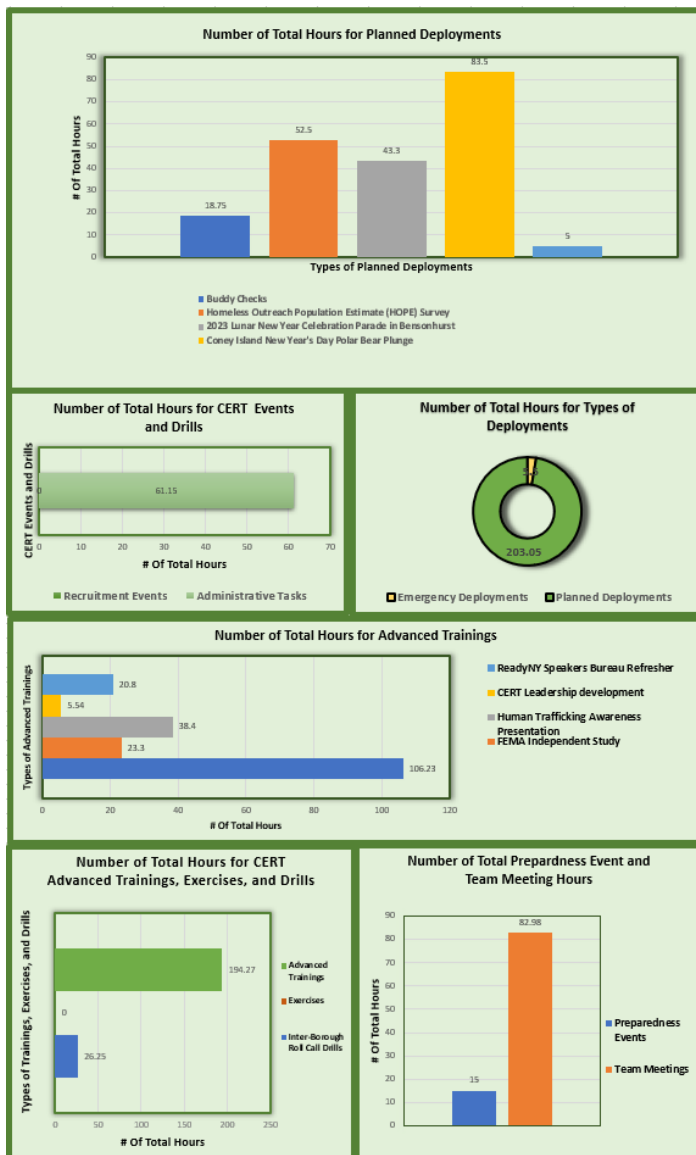 Number of Total Hours for Planned Deployments
# Of Total Hours
90
80
70
60
50
40
30
20
10
0
18.75
52.5
43.3
83.5
5
Types of Planned Deployments
Buddy Checks
Homeless Outreach Population Estimate (HOPE) Survey
2023 Lunar New Year Celebration Parade in Bensonhurst
Coney Island New Year's Day Polar Bear Plunge
Number of Total Hours for CERT Events
and Drills
CERT Events and Drills
0
61.15
0 10 20 30 40 50 60 70
# Of Total Hours
Recruitment Events Administrative Tasks
Number of Total Hours for Types of
Deployments
203.05
Emergency Deployments Planned Deployments
Number of Total Hours for Advanced Trainings
Types of Advanced Trainings
20.8
5.54
38.4
23.3
106.23
0 20 40 60 80 100 120
# Of Total Hours
ReadyNY Speakers Bureau Refresher
CERT Leadership development
Human Trafficking Awareness
Presentation
FEMA Independent Study
Number of Total Hours for CERT
Advanced Trainings, Exercises, and Drills
Types of Trainings, Exercises, and Drills
194.27
0
26.25
0 50 100 150 200 250
# Of Total Hours
Advanced
Trainings
Exercises
Inter-Borough
Roll Call Drills
Number of Total Prepardness Event and
Team Meeting Hours
# Of Total Hours
90
80
70
60
50
40
30
20
10
0
15
82.98
Preparedness
Events
Team Meetings